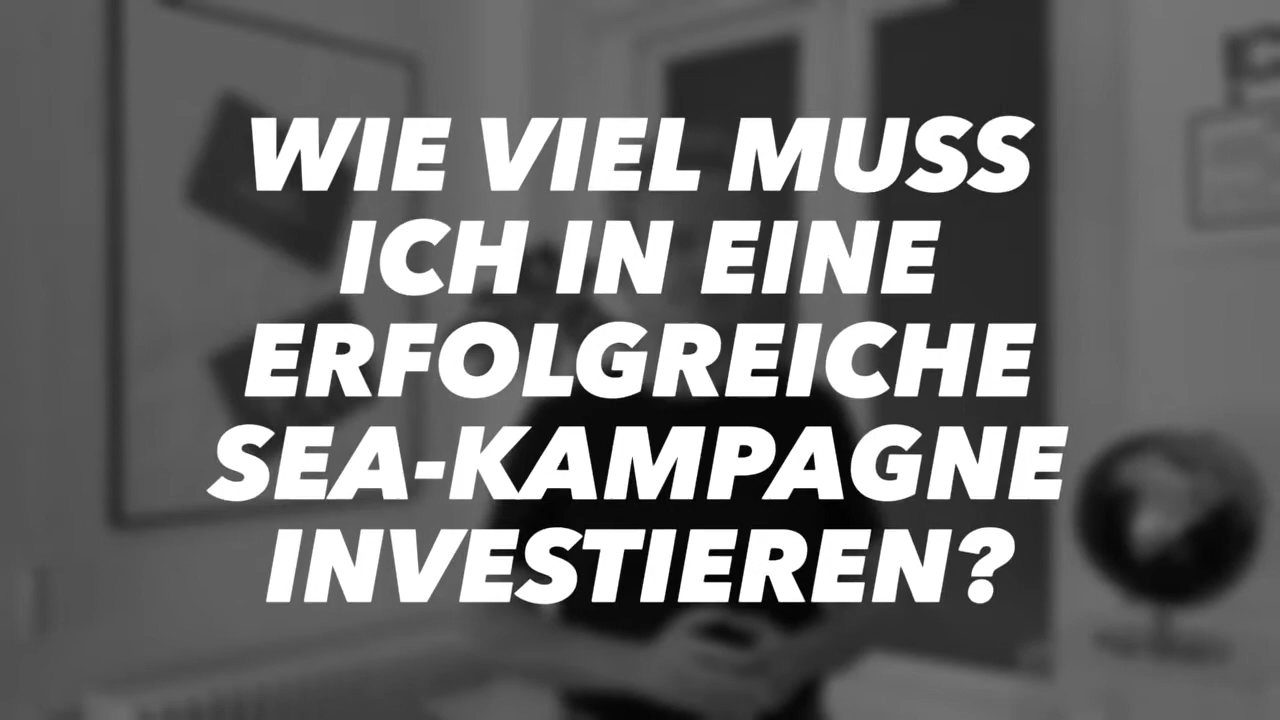 WIE VIEL MUSS
ICH IN EINE
ERFOLGREICHE
SEA-KAMPAGNE
INVESTIEREN?